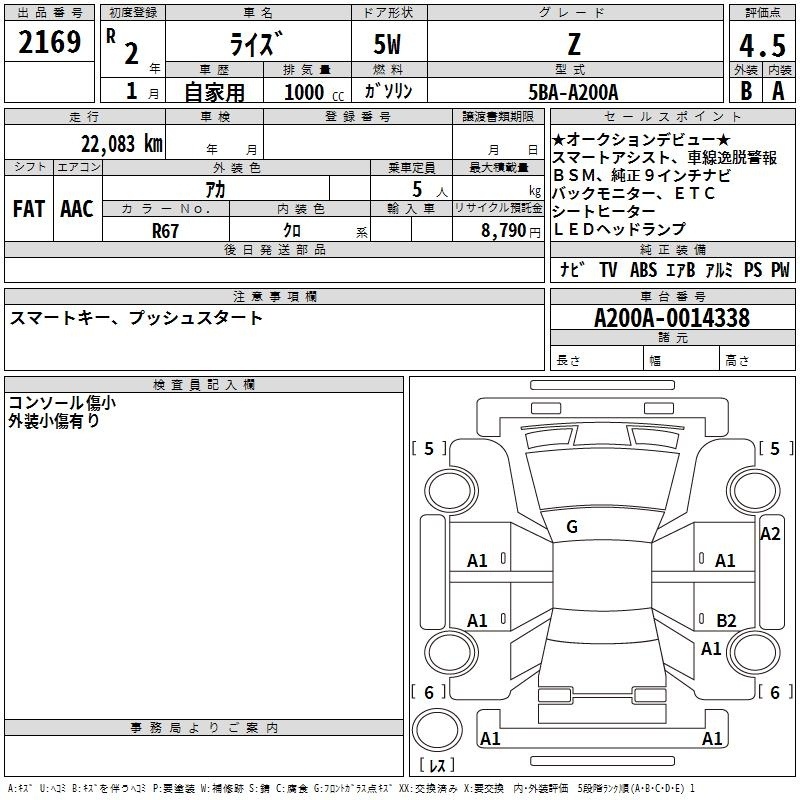 出品番号
2169
初度登録
R 2 年
1 月
車名
ライズ
ドア形状
5W
グレード
Z
評価点
4.5
車歴
自家用
排気量
1000 CC
燃料
ガソリン
型式
5BA-A200A
外装 内装
B A
走行
22,083 km
車検
年 月
登録番号
譲渡書類期限
月 日
シフト
FAT
エアコン
AAC
外装色
アカ
乗車定員
5 人
最大積載量
kg
カラーNo.
R67
内装色
クロ 系
輸入車
リサイクル預託金
8,790 円
後日発送部品
セールスポイント
★オークションデビュー★
スマートアシスト、車線逸脱警報
BSM、純正9インチナビ
バックモニター、ETC
シートヒーター
LEDヘッドランプ
純正装備
ナビ TV ABS エアB アルミ PS PW
注意事項欄
スマートキー、プッシュスタート
車台番号
A200A-0014338
諸元
長さ 幅 高さ
検査員記入欄
コンソール傷小
外装小傷有り
事務局よりご案内
[ 5 ] [ 5 ]
G
A2
A1 A1
A1 B2
A1
[ 6 ] [ 6 ]
A1 A1
[ レス ]
A:キズ U:ヘコミ B:キズを伴うヘコミ P:要塗装 W:補修跡 S:錆 C:腐食 G:フロントガラス点キズ XX:交換済み X:要交換 内・外装評価 5段階ランク順(A・B・C・D・E) 1